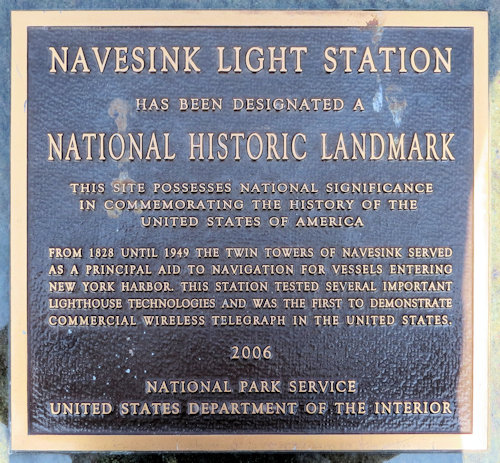 NAVESINK LIGHT STATION
HAS BEEN DESIGNATED A
NATIONAL HISTORIC LANDMARK
THIS SITE POSSESSES NATIONAL SIGNIFICANCE
IN COMMEMORATING THE HISTORY OF THE
UNITED STATES OF AMERICA
FROM 1828 UNTIL 1949 THE TWIN TOWERS OF NAVESINK SERVED
AS A PRINCIPAL AID TO NAVIGATION FOR VESSELS ENTERING
NEW YORK HARBOR. THIS STATION TESTED SEVERAL IMPORTANT
LIGHTHOUSE TECHNOLOGIES AND WAS THE FIRST TO DEMONSTRATE
COMMERCIAL WIRELESS TELEGRAPH IN THE UNITED STATES.
2006
NATIONAL PARK SERVICE
UNITED STATES DEPARTMENT OF THE INTERIOR